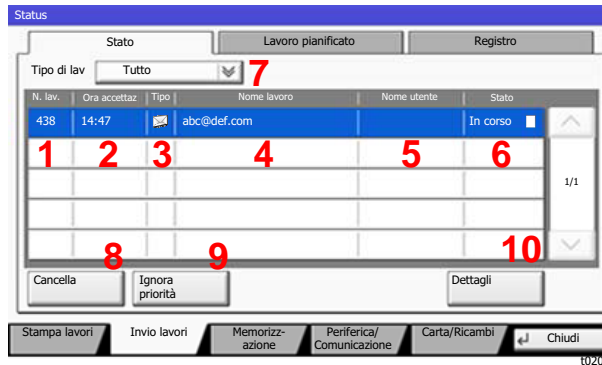 Status
Stato Lavoro pianificato Registro
Tipo di lav Tutto 7
N. lav. Ora accettaz Tipo Nome lavoro Nome utente Stato
438 14:47 abc@def.com In corso
1 2 3 4 5 6
1/1
8 9 10
Cancella Ignora priorità Dettagli
Stampa lavori Invio lavori Memorizz-azione Periferica/Comunicazione Carta/Ricambi Chiudi
t020